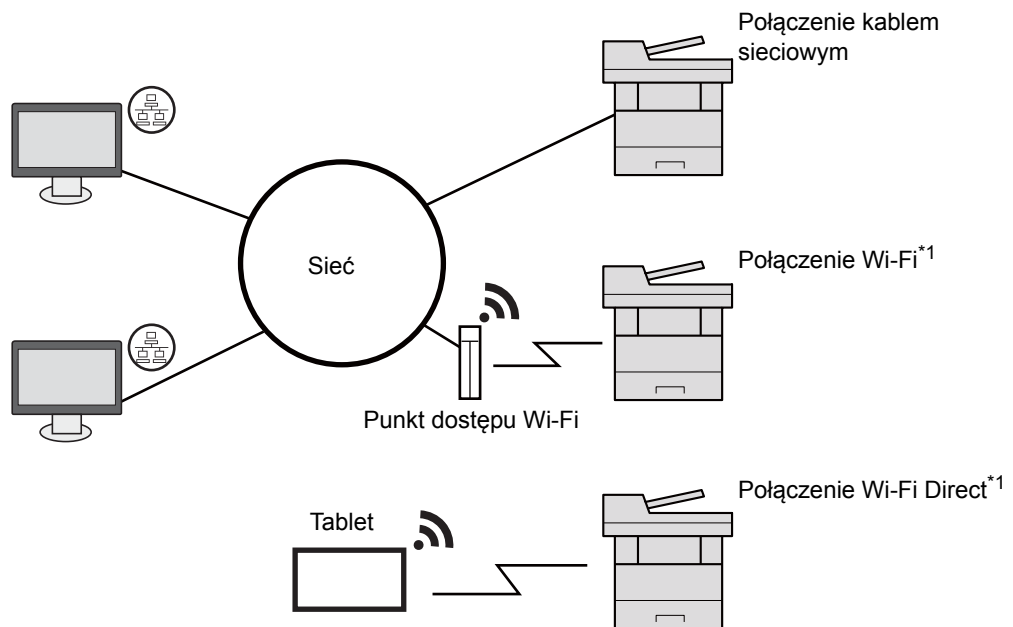 Połączenie kablem
sieciowym
Sieć
Połączenie Wi-Fi*1
Punkt dostępu Wi-Fi
Połączenie Wi-Fi Direct*1
Tablet